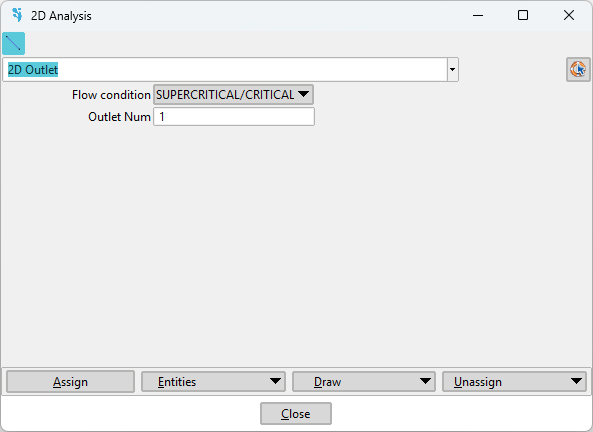 2D Analysis
2D Outlet
Flow condition SUPERCRITICAL/CRITICAL
Outlet Num 1
Assign Entities Draw Unassign
Close